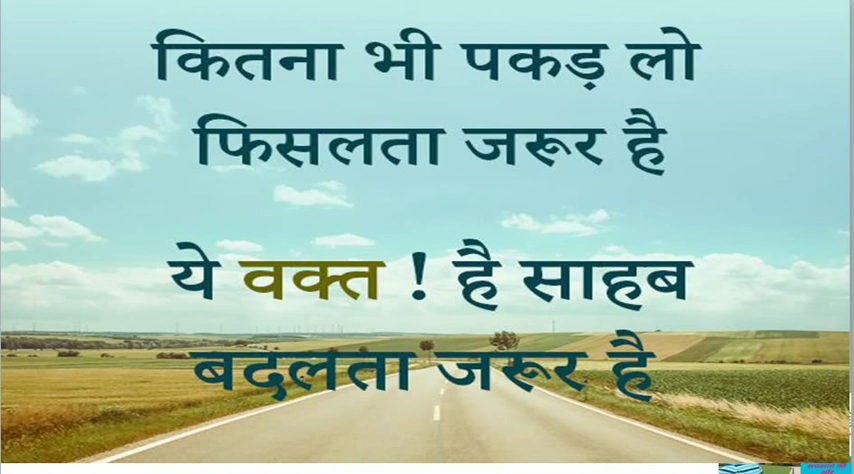 कितना भी पकड़ लो
फिसलता जरूर है
ये वक्त ! है साहब
बदलता जरूर है